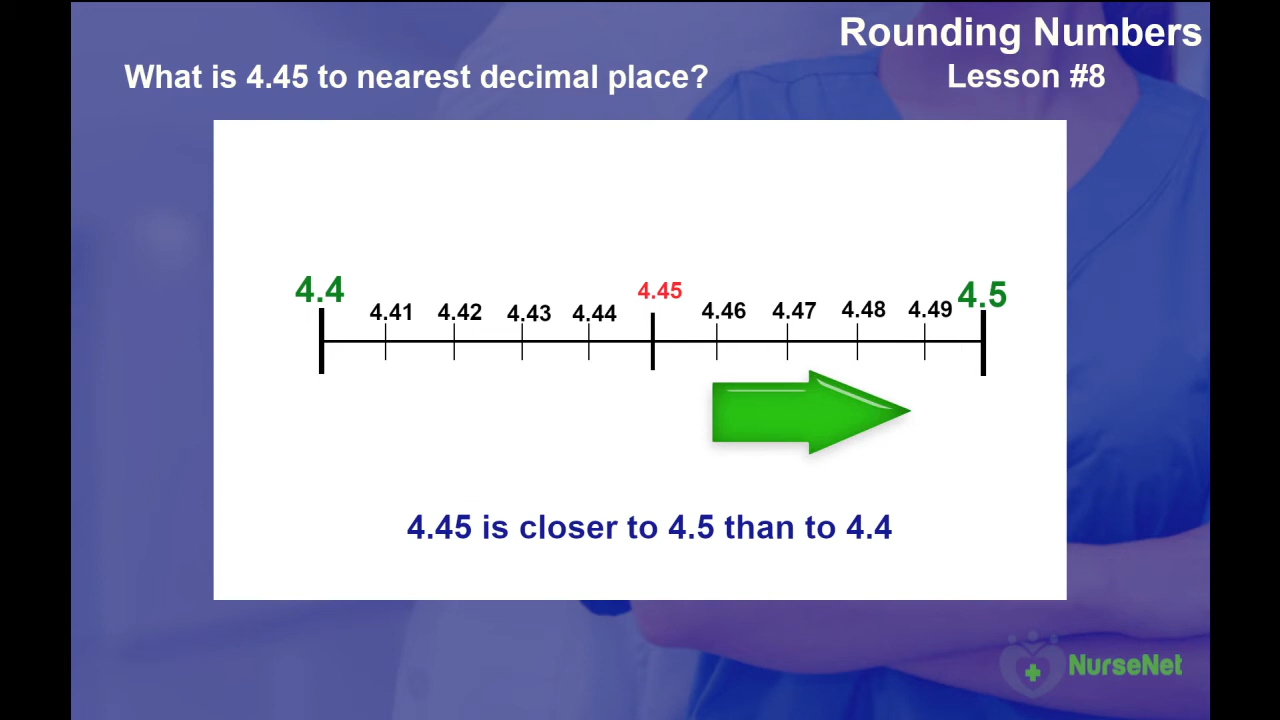 Rounding Numbers
What is 4.45 to nearest decimal place?
Lesson #8
4.4 4.41 4.42 4.43 4.44 4.45 4.46 4.47 4.48 4.49 4.5
4.45 is closer to 4.5 than to 4.4
NurseNet